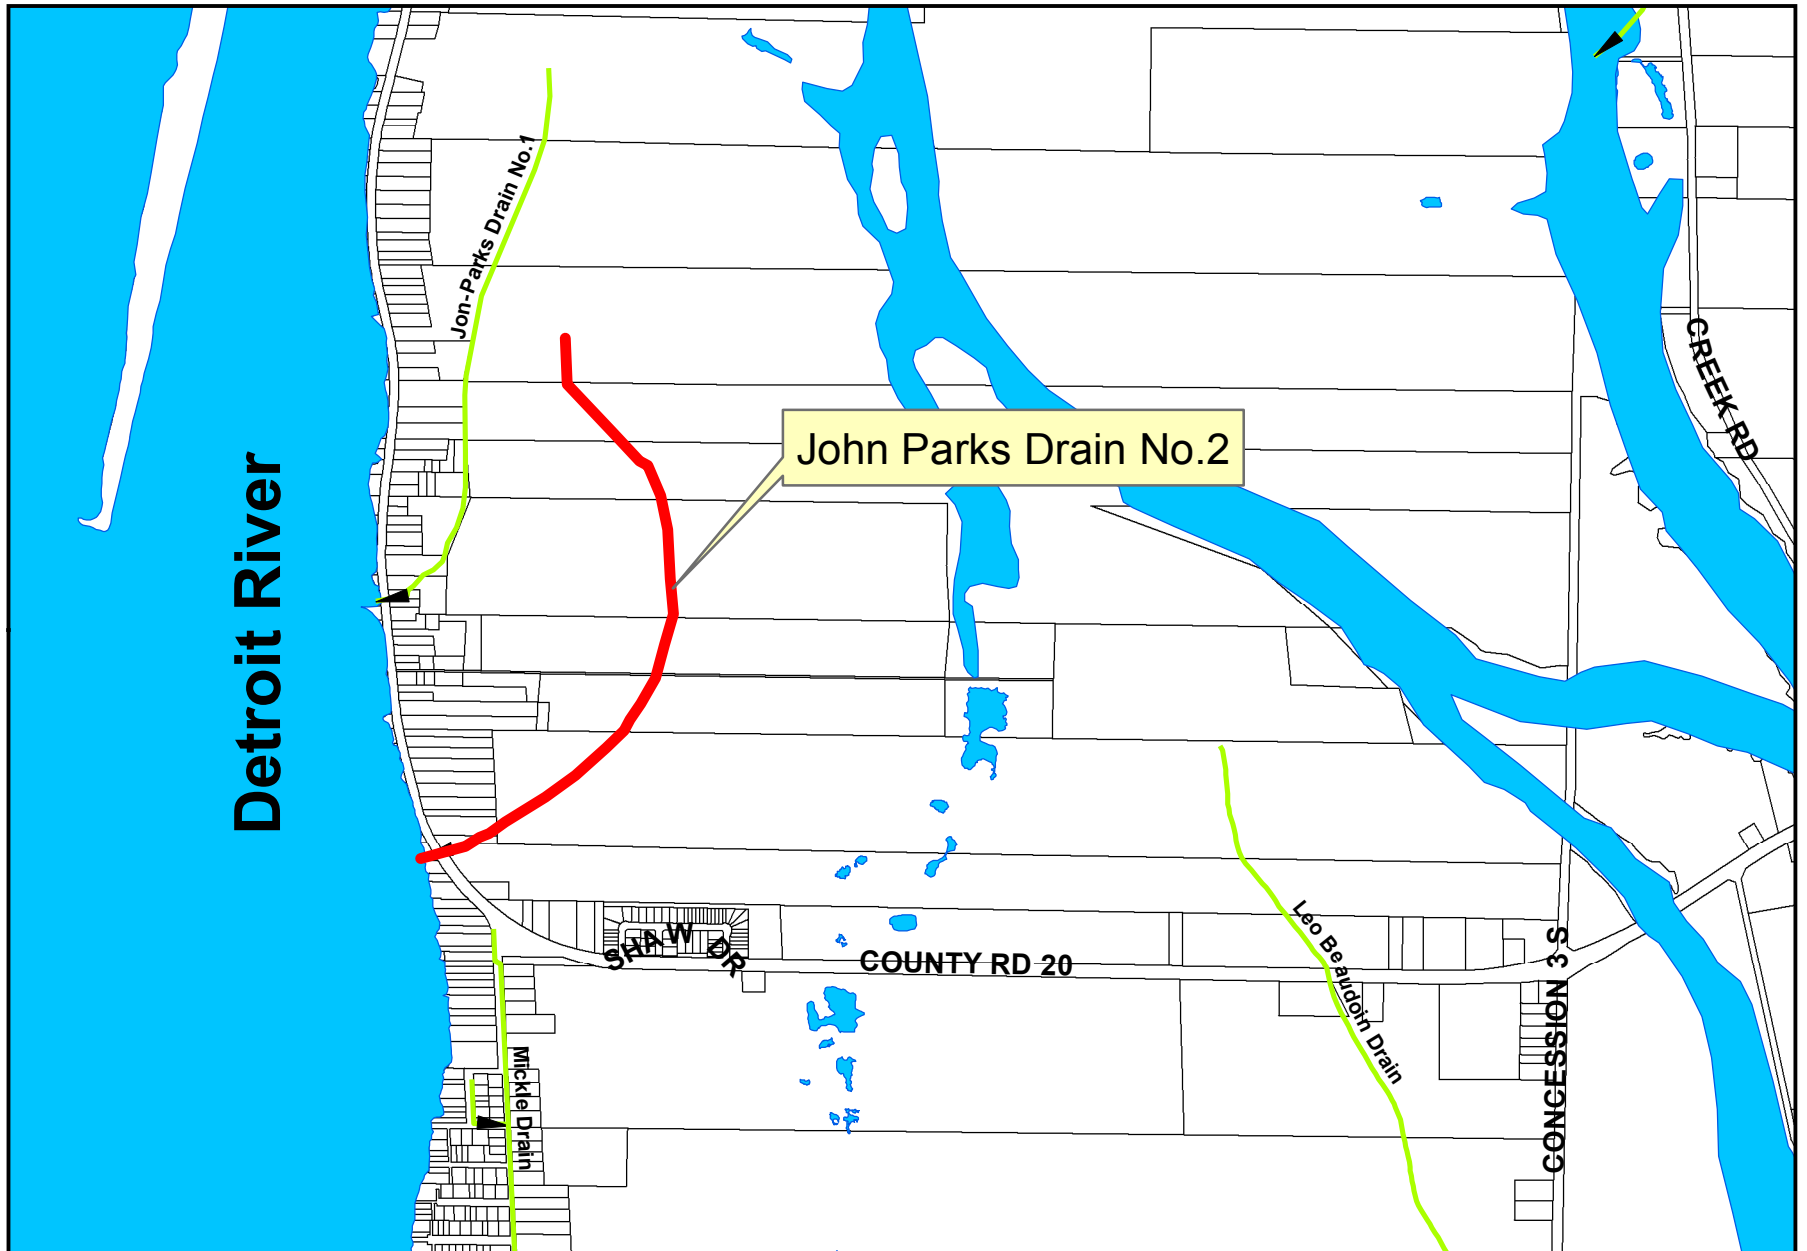 Jon-Parks Drain No.1
CREEK RD
John Parks Drain No.2
Detroit River
SHAW DR
COUNTY RD 20
Leo Beaudoin Drain
CONCESSION 3 S
Mickle Drain